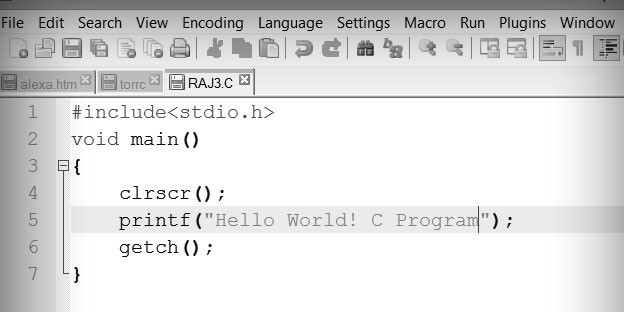 File Edit Search View Encoding Language Settings Macro Run Plugins Window
alexa.htm torrc RAJ3.C
1 #include<stdio.h>
2 void main()
3 {
4 clrscr();
5 printf("Hello World! C Program");
6 getch();
7 }